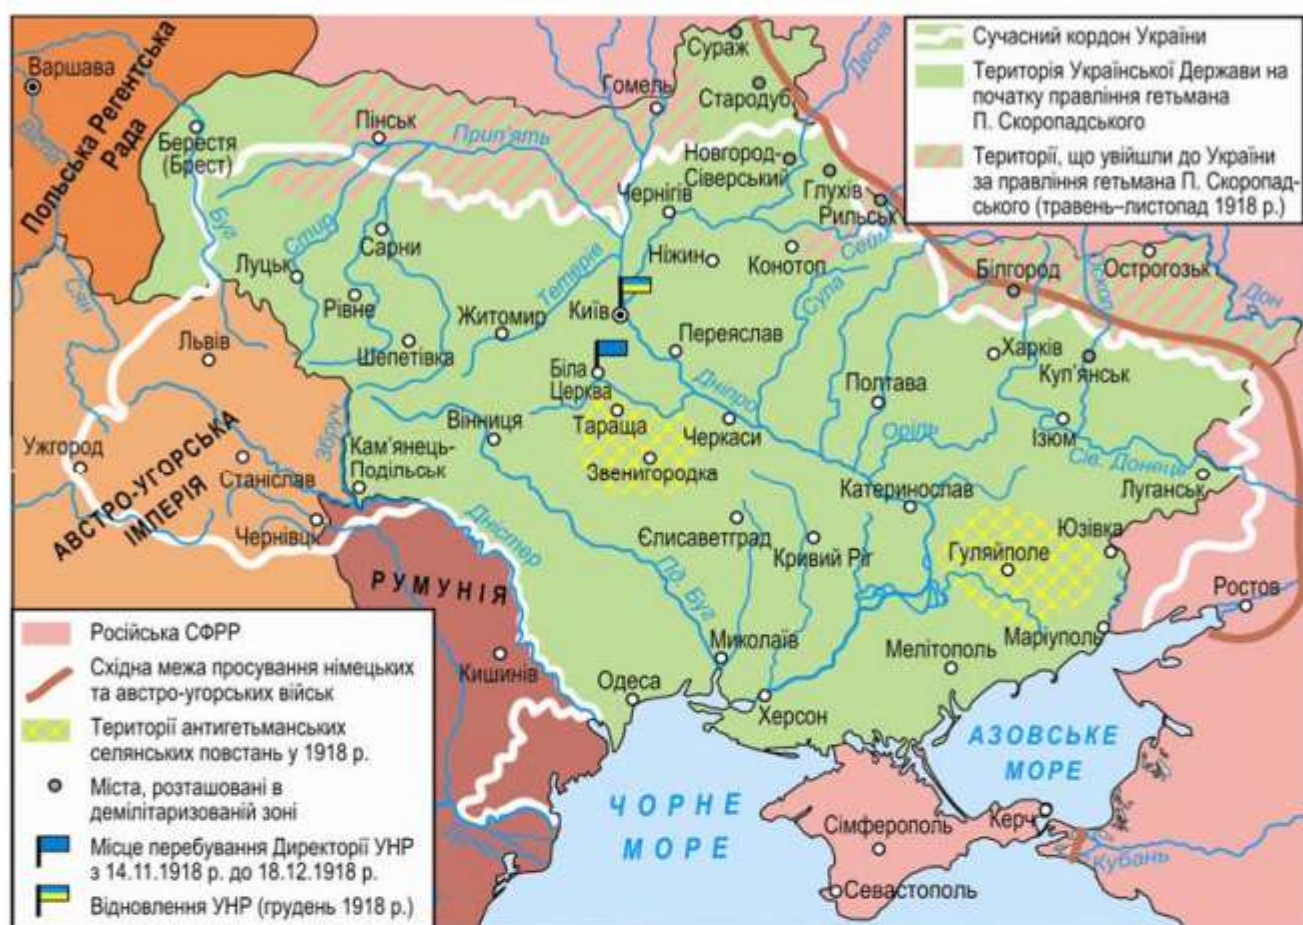 Сучасний кордон України
Територія Української Держави на
початку правління гетьмана
П. Скоропадського
Території, що увійшли до України
за правління гетьмана П. Скоропад-
ського (травень–листопад 1918 р.)
Варшава
Вісла
Польська Регентська
Рада
Берестя
(Брест)
Пінськ
Прип'ять
Гомель
Сураж
Стародуб
Десна
Новгород-
Сіверський
Глухів
Рильськ
Чернігів
Сейм
Буг
Стир
Сарни
Луцьк
Рівне
Тетерів
Ніжин
Конотоп
Сула
Білгород
Оскол
Острогозьк
Дон
Сян
Житомир
Київ
Переяслав
Львів
Шепетівка
Біла
Церква
Дніпро
Полтава
Харків
Куп'янськ
Вінниця
Тараща
Черкаси
Оріль
Ізюм
Сів. Донець
Ужгород
Збруч
Кам'янець-
Подільськ
Звенигородка
Станіслав
АВСТРО-УГОРСЬКА
ІМПЕРІЯ
Катеринослав
Луганськ
Чернівці
Дністер
Єлисаветград
Кривий Ріг
Юзівка
Гуляйполе
РУМУНІЯ
Пд. Буг
Ростов
Миколаїв
Маріуполь
Мелітополь
Кишинів
Одеса
Херсон
АЗОВСЬКЕ
МОРЕ
ЧОРНЕ
МОРЕ
Сімферополь
Керч
Кубань
Севастополь
Російська СФРР
Східна межа просування німецьких
та австро-угорських військ
Території антигетьманських
селянських повстань у 1918 р.
Міста, розташовані в
демілітаризованій зоні
Місце перебування Директорії УНР
з 14.11.1918 р. до 18.12.1918 р.
Відновлення УНР (грудень 1918 р.)